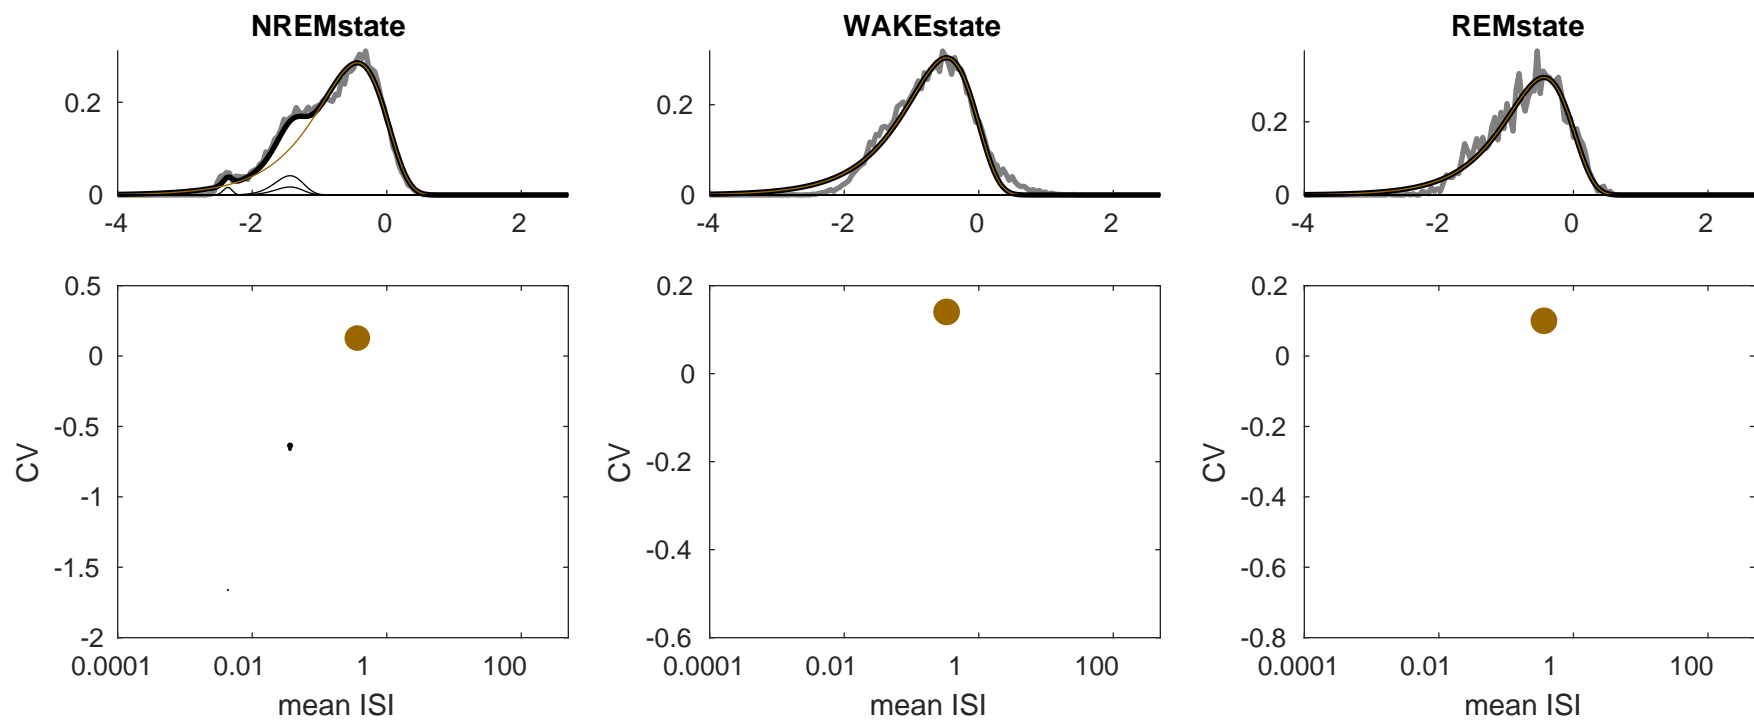 NREMstate WAKEstate REMstate
0.2 0.2 0.2
0 0 0
-4 -2 0 2 -4 -2 0 2 -4 -2 0 2
0.5 0.2 0.2
0 0 0
-0.5 -0.2 -0.2
-1 -0.4 -0.4
-1.5 -0.6
-2 -0.6 -0.8
CV CV CV
0.0001 0.01 1 100 0.0001 0.01 1 100 0.0001 0.01 1 100
mean ISI mean ISI mean ISI